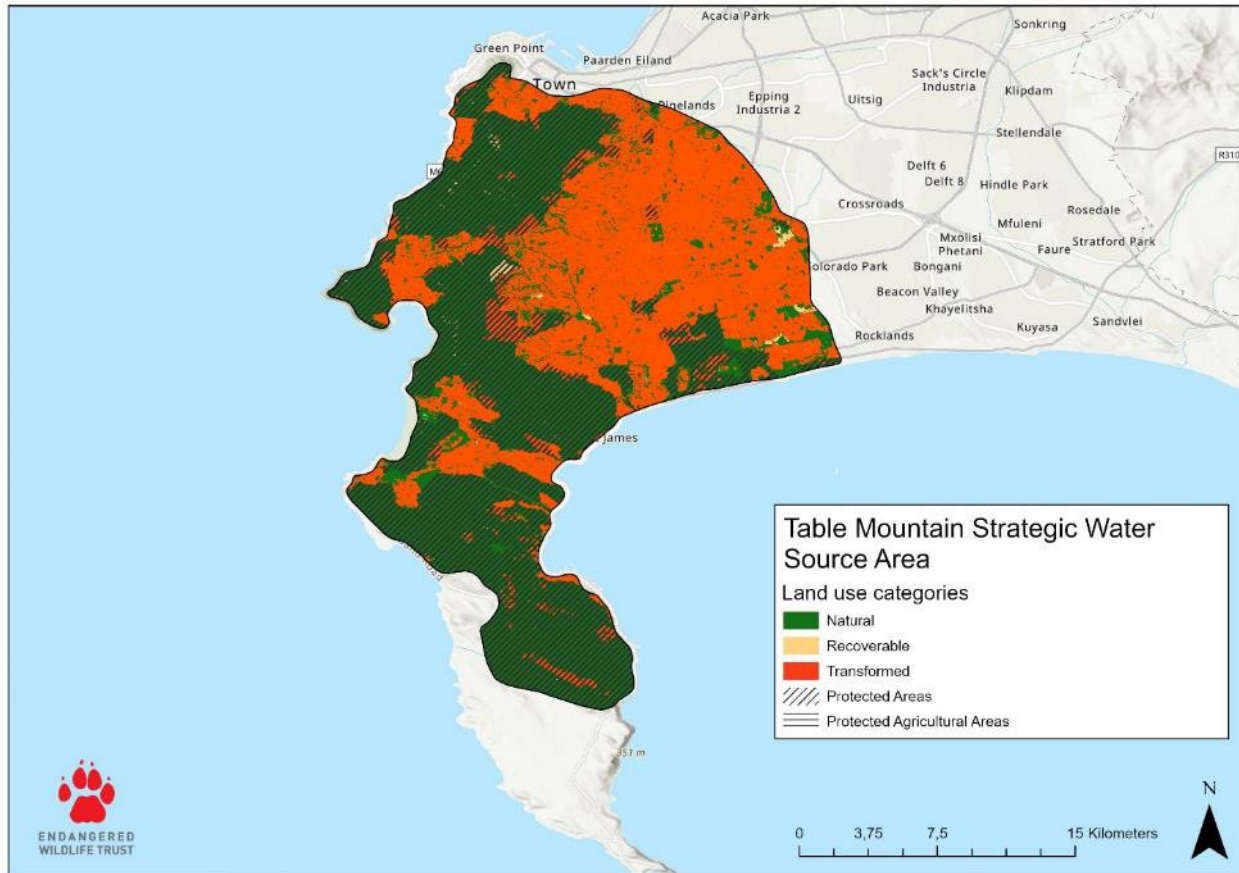 Acacia Park
Sonkring
Green Point
Paarden Eiland
Town
Sack's Circle
Industria
Klipdam
Pinelands
Epping
Industria 2
Uitsig
Stellendale
R310
Delft 6
Delft 8
Hindle Park
Crossroads
Rosedale
Mfuleni
Mxolisi
Phetani
Faure
Stratford Park
olorado Park
Bongani
Beacon Valley
Khayelitsha
Sandvlei
Kuyasa
Rocklands
James
351 m
Table Mountain Strategic Water
Source Area
Land use categories
Natural
Recoverable
Transformed
Protected Areas
Protected Agricultural Areas
ENDANGERED
WILDLIFE TRUST
N
0 3,75 7,5 15 Kilometers